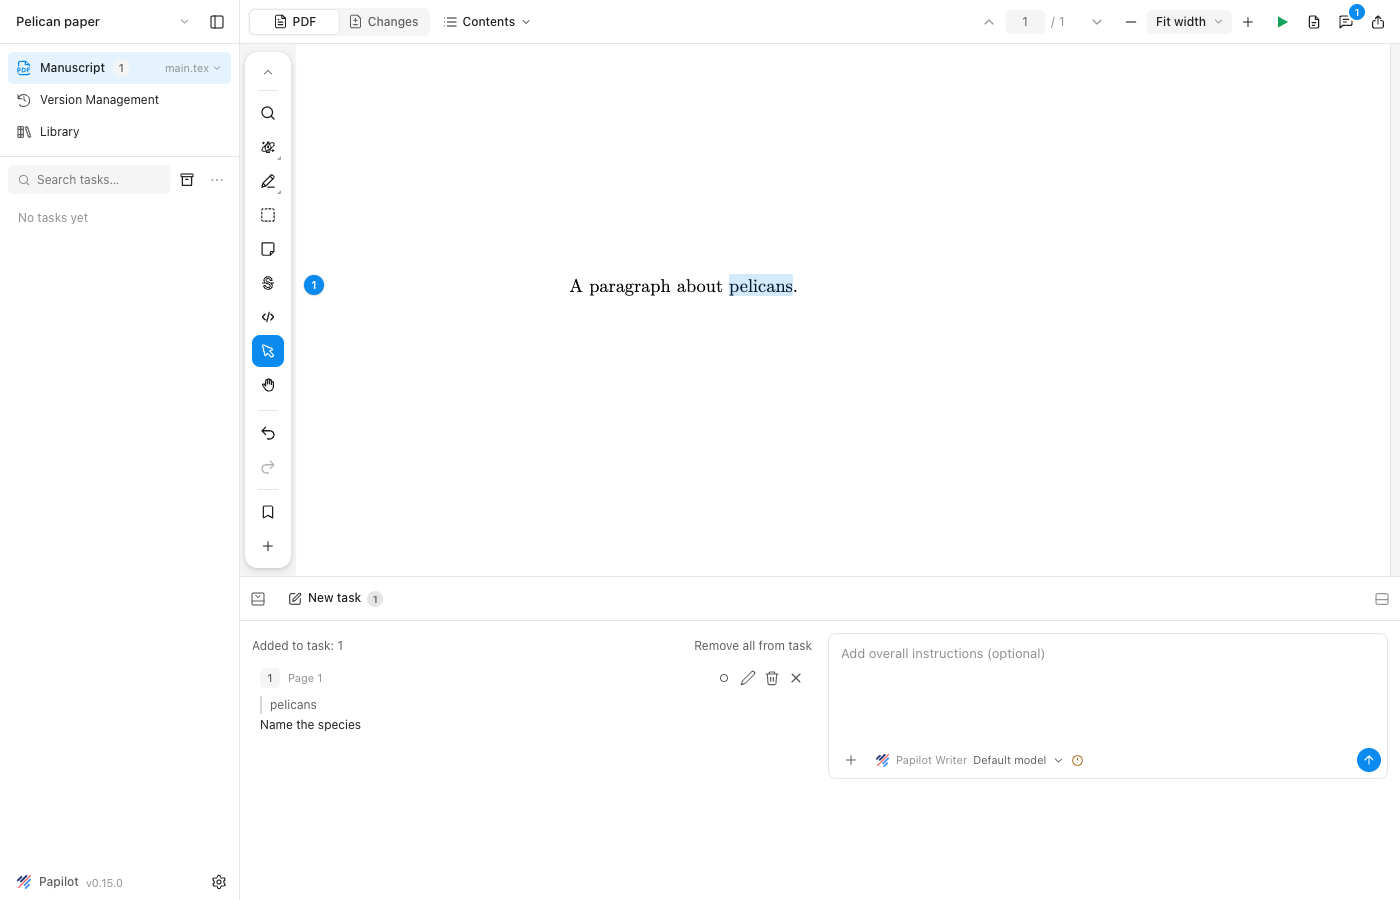 Pelican paper
PDF
Changes
Contents
1 / 1
Fit width
1
Manuscript 1 main.tex
Version Management
Library
Search tasks...
No tasks yet
1
A paragraph about pelicans.
New task 1
Added to task: 1
Remove all from task
1 Page 1
pelicans
Name the species
Add overall instructions (optional)
Papilot Writer Default model
Papilot v0.15.0